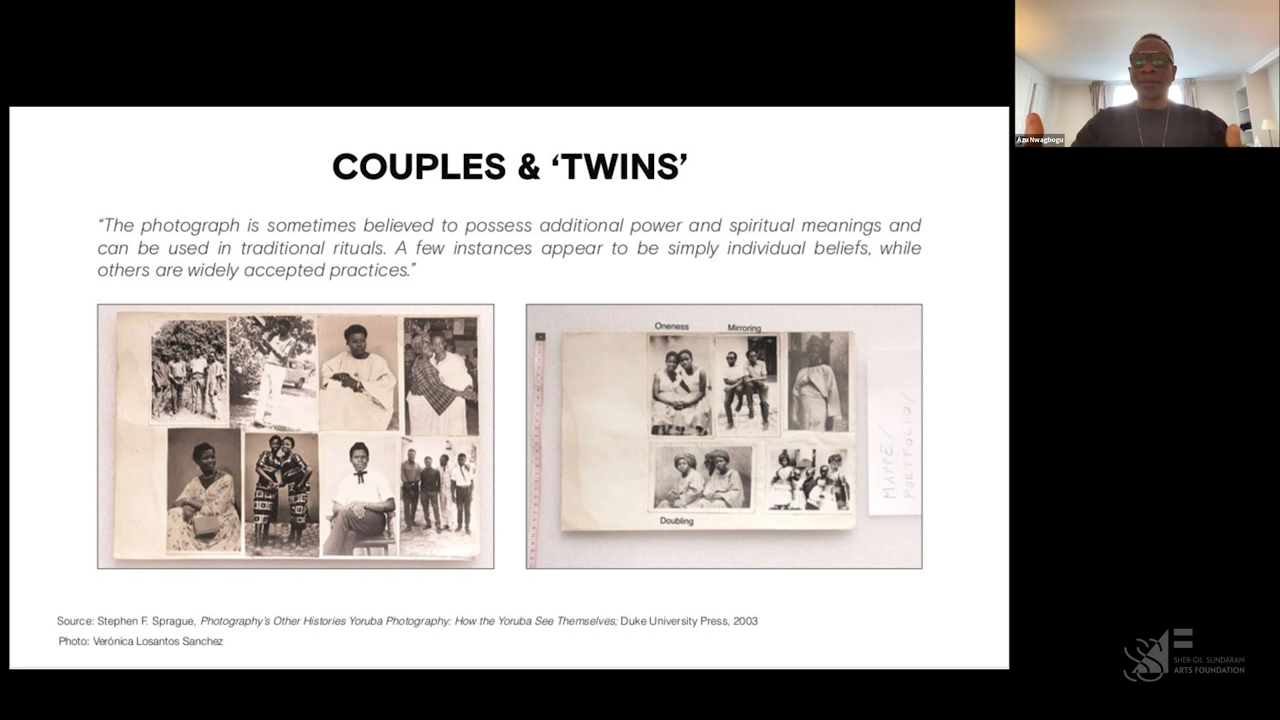 Azu Nwagbogu
COUPLES & ‘TWINS’
“The photograph is sometimes believed to possess additional power and spiritual meanings and
can be used in traditional rituals. A few instances appear to be simply individual beliefs, while
others are widely accepted practices.”
Oneness
Mirroring
Doubling
MAPPE/
PORTFOLIO/
Source: Stephen F. Sprague, Photography’s Other Histories Yoruba Photography: How the Yoruba See Themselves; Duke University Press, 2003
Photo: Verónica Losantos Sanchez
SHER-GIL SUNDARAM
ARTS FOUNDATION